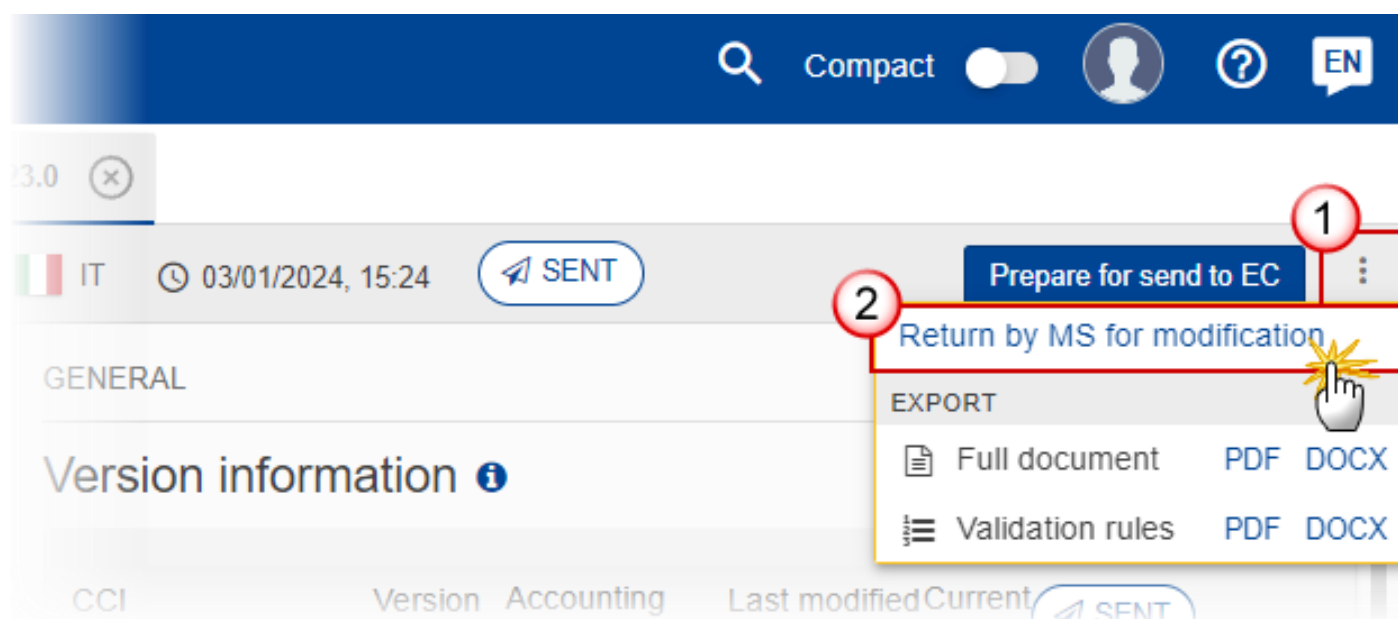 Compact EN
23.0
1
IT 03/01/2024, 15:24 SENT Prepare for send to EC
2
Return by MS for modification
GENERAL
EXPORT
Full document PDF DOCX
Version information
Validation rules PDF DOCX
CCI Version Accounting Last modified Current SENT